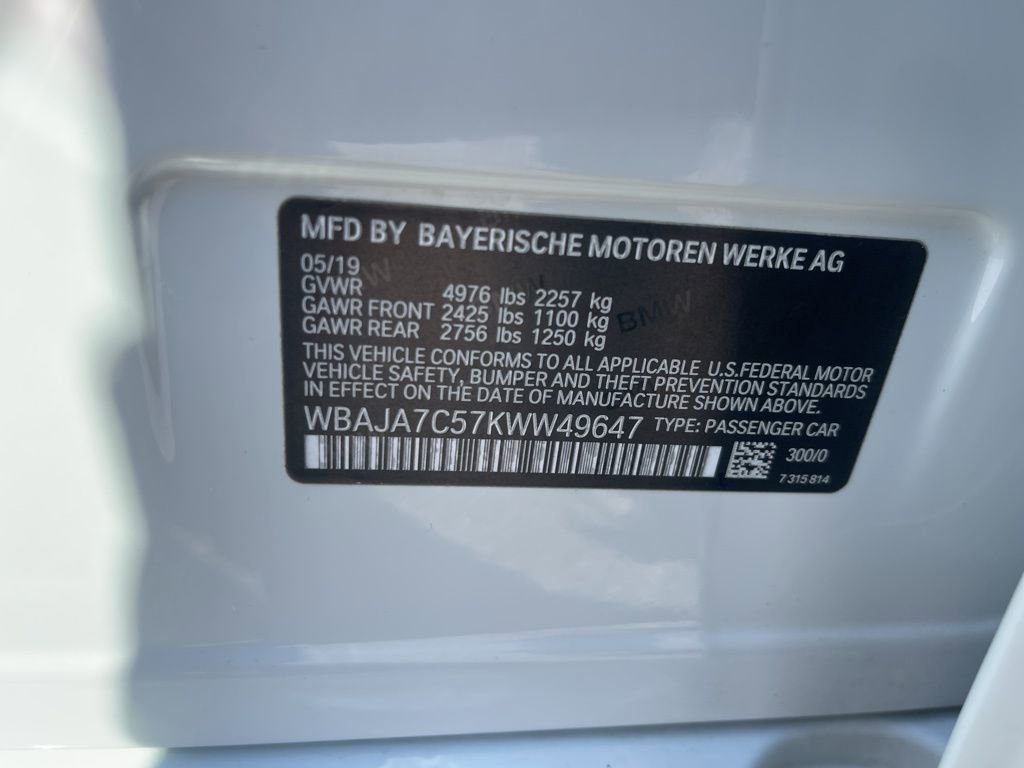 MFD BY BAYERISCHE MOTOREN WERKE AG
05/19
GVWR 4976 lbs 2257 kg
GAWR FRONT 2425 lbs 1100 kg
GAWR REAR 2756 lbs 1250 kg
BMW
THIS VEHICLE CONFORMS TO ALL APPLICABLE U.S.FEDERAL MOTOR
VEHICLE SAFETY, BUMPER AND THEFT PREVENTION STANDARDS
IN EFFECT ON THE DATE OF MANUFACTURE SHOWN ABOVE.
WBAJA7C57KWW49647 TYPE: PASSENGER CAR
300/0
7 315 814